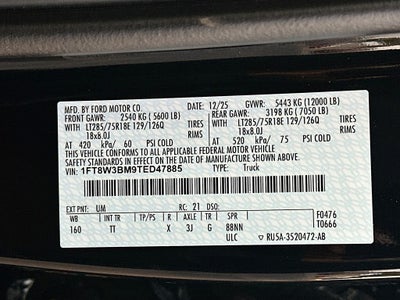 MFD. BY FORD MOTOR CO. DATE: 12/25 GVWR: 5443 KG (12000 LB)
FRONT GAWR: 2540 KG ( 5600 LB) REAR GAWR: 3198 KG ( 7050 LB)
WITH LT285/75R18E 129/126Q TIRES WITH LT285/75R18E 129/126Q TIRES
18x8.0J RIMS 18x8.0J RIMS
AT 420 kPa/ 60 PSI COLD AT 520 kPa/ 75 PSI COLD
THIS VEHICLE CONFORMS TO ALL APPLICABLE FEDERAL MOTOR VEHICLE
SAFETY STANDARDS IN EFFECT ON THE DATE OF MANUFACTURE SHOWN ABOVE.
VIN: 1FT8W3BM9TED47885 TYPE: Truck
EXT PNT: UM RC: 21 DSO: F0476
WB INT TR TP/PS R AXLE TR SPR T0666
160 TT X 3J G 88NN
ULC RU5A-3520472-AB